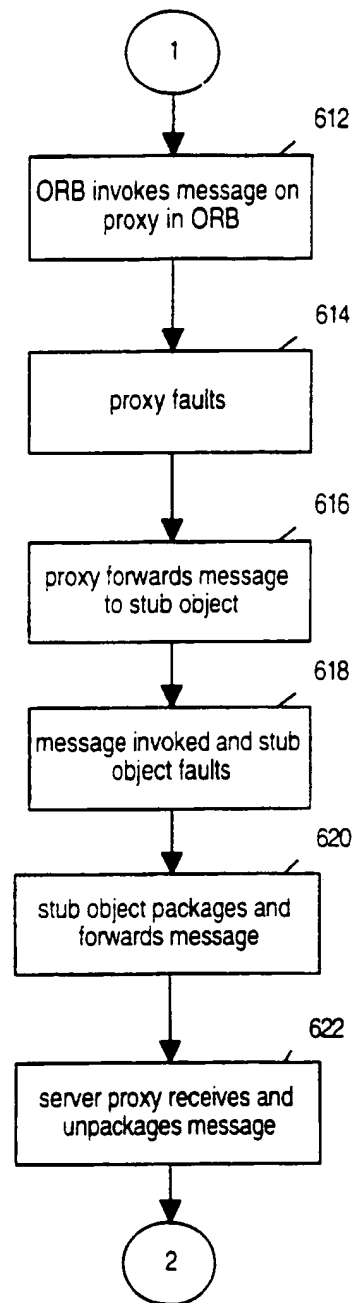 1
612
ORB invokes message on
proxy in ORB
614
proxy faults
616
proxy forwards message
to stub object
618
message invoked and stub
object faults
620
stub object packages and
forwards message
622
server proxy receives and
unpackages message
2